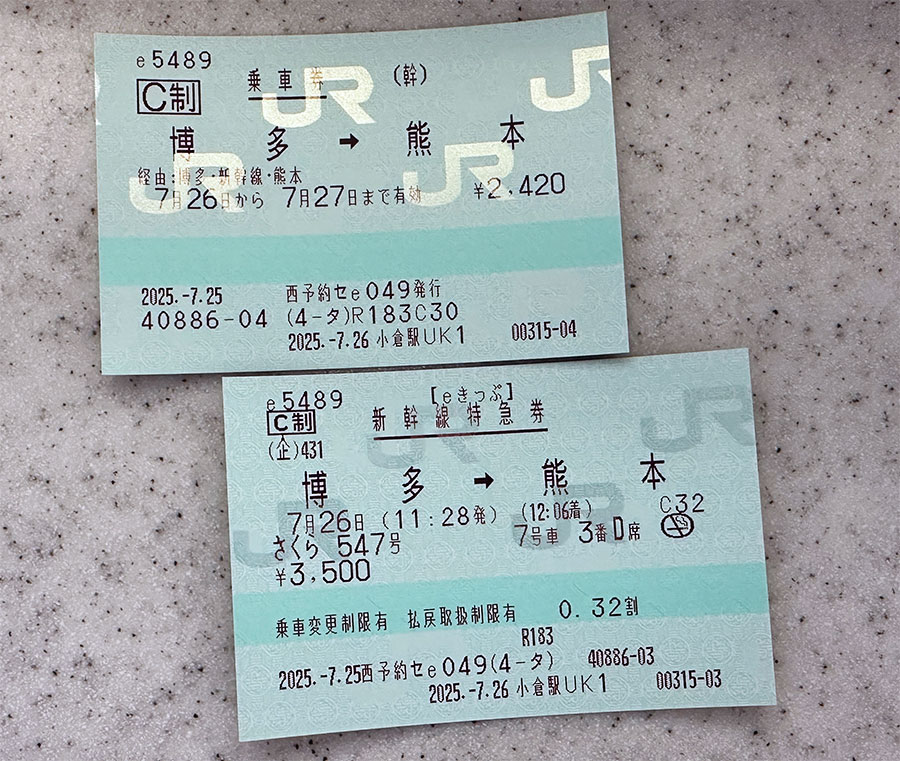 e5489
C制 乗車券 (幹)
博多 ➡ 熊本
経由:博多・新幹線・熊本
7月26日から 7月27日まで有効 ¥2,420
2025.-7.25 西予約セe049発行
40886-04 (4-タ)R183C30
2025.-7.26 小倉駅UK1 00315-04
e5489 [eきっぷ]
C制 新幹線特急券
(企)431
博多 ➡ 熊本
7月26日 (11:28発) (12:06着) C32
さくら 547号 7号車 3番D席
¥3,500
乗車変更制限有 払戻取扱制限有 0.32割
R183
2025.-7.25西予約セe049(4-タ) 40886-03
2025.-7.26 小倉駅UK1 00315-03
JR
JR
JR
JR
JR
JR
JR
JR